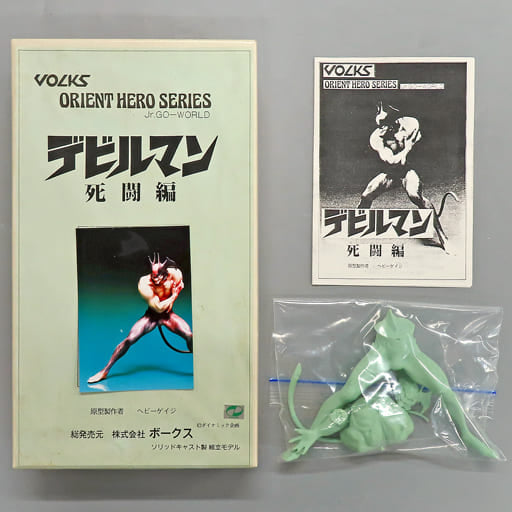 VOLKS
ORIENT HERO SERIES
Jr.GO-WORLD
デビルマン
死闘編
原型製作者 ヘビーゲイジ
©ダイナミック企画
総発売元 株式会社 ボークス
ソリッドキャスト製 組立モデル
VOLKS
ORIENT HERO SERIES
Jr.GO-WORLD
デビルマン
死闘編
原型製作者 ヘビーゲイジ